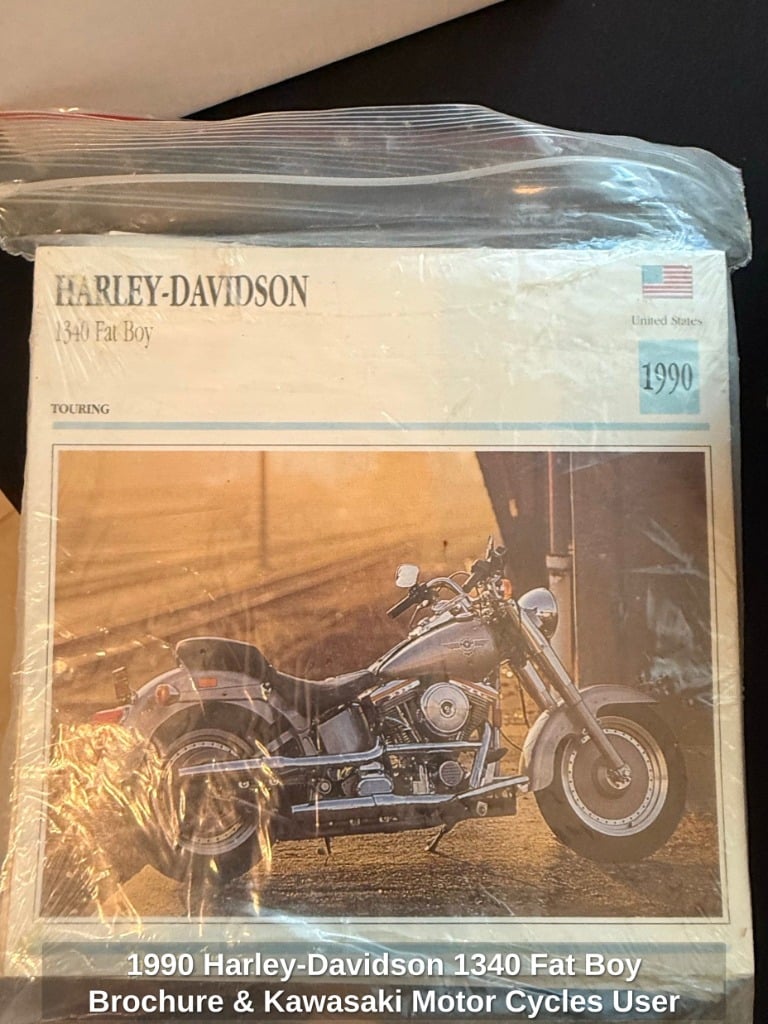 HARLEY-DAVIDSON
1340 Fat Boy
United States
1990
TOURING
1990 Harley-Davidson 1340 Fat Boy
Brochure & Kawasaki Motor Cycles User